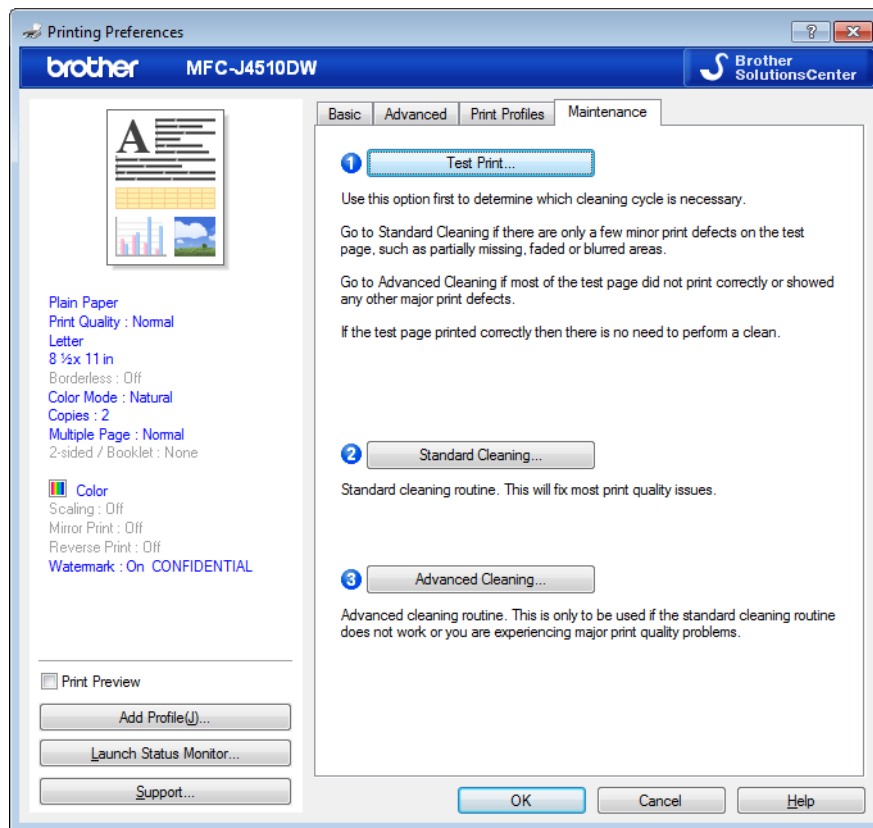 Printing Preferences
brother MFC-J4510DW
Brother
SolutionsCenter
A
Plain Paper
Print Quality : Normal
Letter
8 ½x 11 in
Borderless : Off
Color Mode : Natural
Copies : 2
Multiple Page : Normal
2-sided / Booklet : None
Color
Scaling : Off
Mirror Print : Off
Reverse Print : Off
Watermark : On CONFIDENTIAL
Print Preview
Add Profile(J)...
Launch Status Monitor...
Support...
Basic Advanced Print Profiles Maintenance
1 Test Print...
Use this option first to determine which cleaning cycle is necessary.
Go to Standard Cleaning if there are only a few minor print defects on the test
page, such as partially missing, faded or blurred areas.
Go to Advanced Cleaning if most of the test page did not print correctly or showed
any other major print defects.
If the test page printed correctly then there is no need to perform a clean.
2 Standard Cleaning...
Standard cleaning routine. This will fix most print quality issues.
3 Advanced Cleaning...
Advanced cleaning routine. This is only to be used if the standard cleaning routine
does not work or you are experiencing major print quality problems.
OK Cancel Help